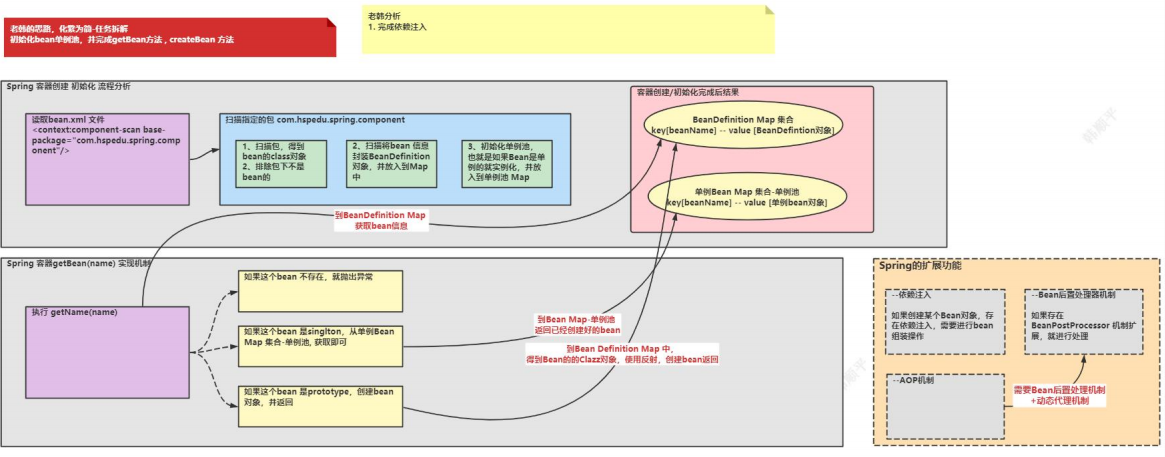 老韩的思路，化繁为简-任务拆解
初始化bean单例池，并完成getBean方法 , createBean 方法
老韩分析
1. 完成依赖注入
Spring 容器创建 初始化 流程分析
读取bean.xml 文件
<context:component-scan base-
package="com.hspedu.spring.comp
onent"/>
扫描指定的包 com.hspedu.spring.component
1、扫描包，得到
bean的class对象
2、排除包下不是
bean的
2、扫描将bean 信息
封装BeanDefinition
对象，并放入到Map
中
3、初始化单例池，
也就是如果Bean是单
例的就实例化，并放
入到单例池 Map
容器创建/初始化完成后结果
BeanDefinition Map 集合
key[beanName] -- value [BeanDefintion对象]
单例Bean Map 集合-单例池
key[beanName] -- value [单例bean对象]
到BeanDefinition Map
获取bean信息
Spring 容器getBean(name) 实现机制
执行 getName(name)
如果这个bean 不存在，就抛出异常
如果这个bean 是singlton，从单例Bean
Map 集合-单例池, 获取即可
如果这个bean 是prototype，创建bean
对象，并返回
到Bean Map-单例池
返回已经创建好的bean
到Bean Definition Map 中，
得到Bean的的Clazz对象，使用反射，创建bean返回
Spring的扩展功能
--依赖注入
如果创建某个Bean对象，存
在依赖注入，需要进行bean
组装操作
--Bean后置处理器机制
如果存在
BeanPostProcessor 机制扩
展，就进行处理
--AOP机制
需要Bean后置处理机制
+动态代理机制
韩顺平